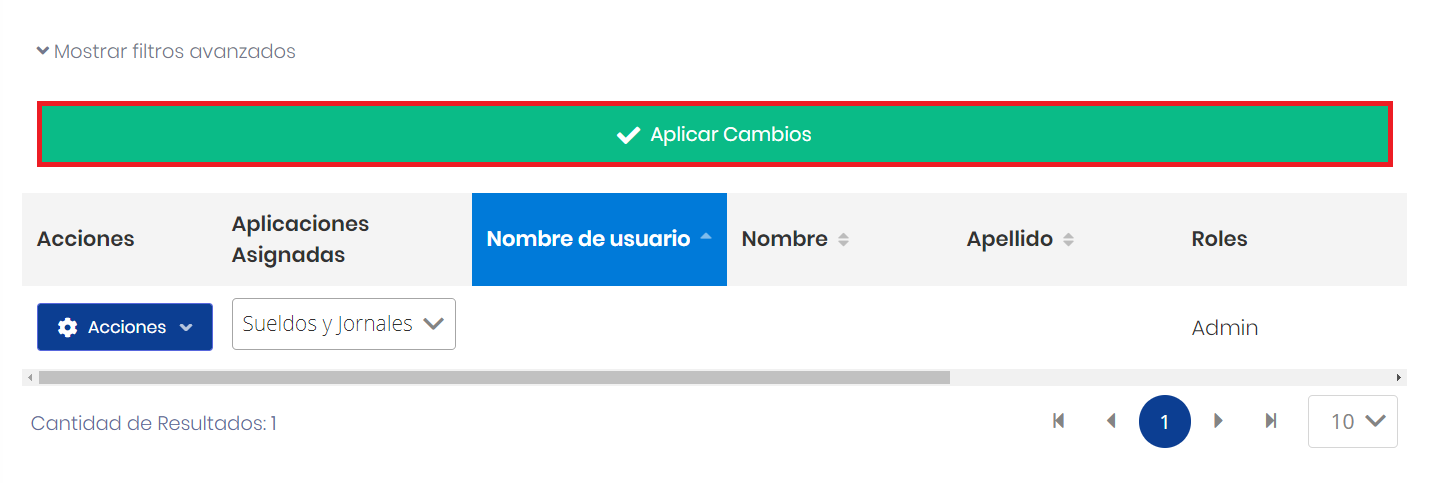 Mostrar filtros avanzados
Aplicar Cambios
Acciones
Aplicaciones
Asignadas
Nombre de usuario
Nombre
Apellido
Roles
Acciones
Sueldos y Jornales
Admin
Cantidad de Resultados: 1
1
10